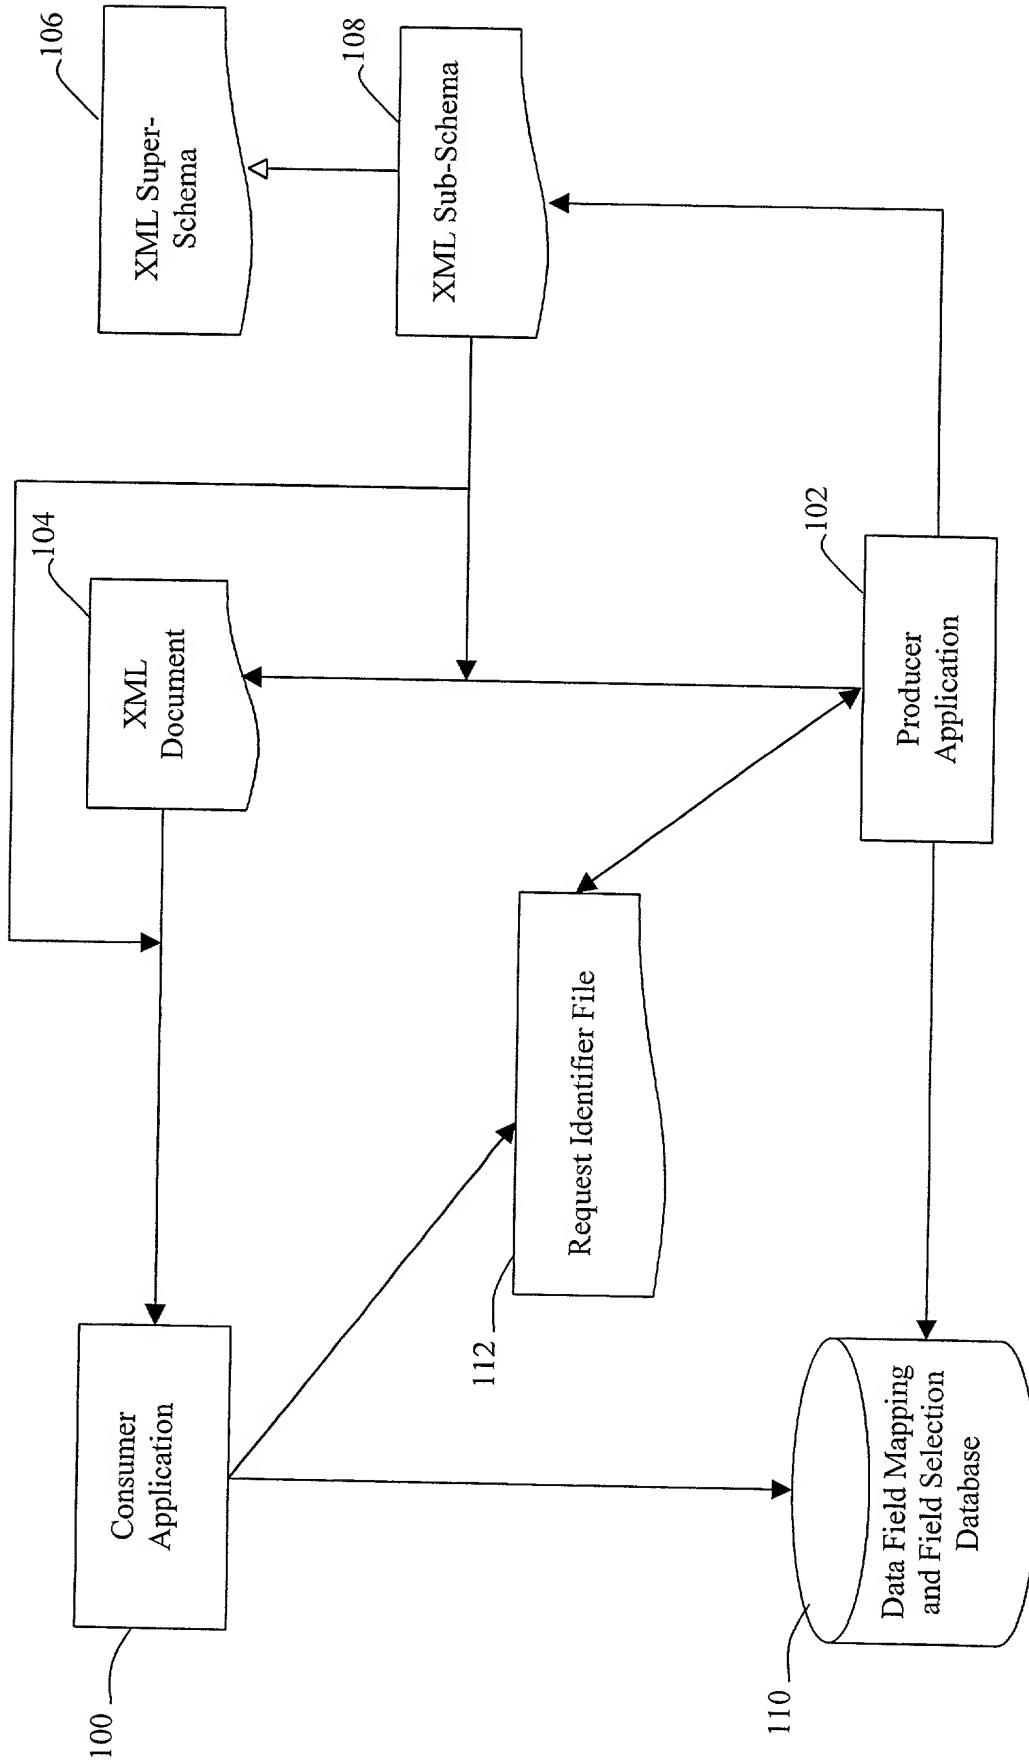 100
Consumer
Application
104
XML
Document
106
XML Super-
Schema
108
XML Sub-Schema
112
Request Identifier File
110
Data Field Mapping
and Field Selection
Database
102
Producer
Application